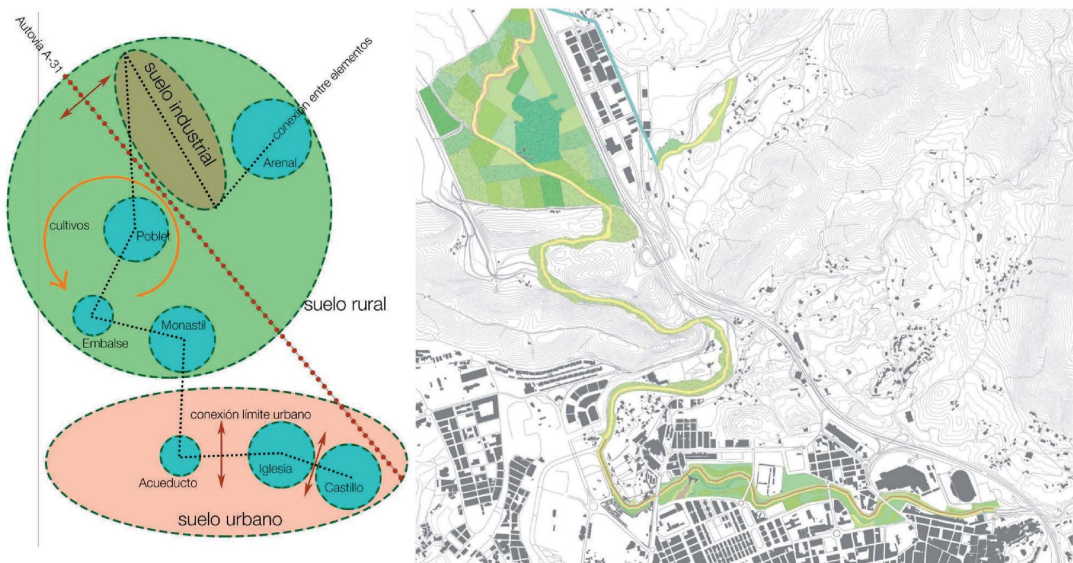 Autovía A-31
suelo industrial
conexión entre elementos
Arenal
cultivos
Poblet
suelo rural
Monastil
Embalse
conexión límite urbano
Acueducto
Iglesia
Castillo
suelo urbano